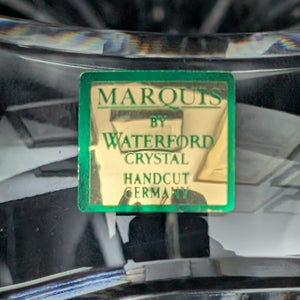 MARQUIS
BY
WATERFORD
CRYSTAL
HANDCUT
GERMANY